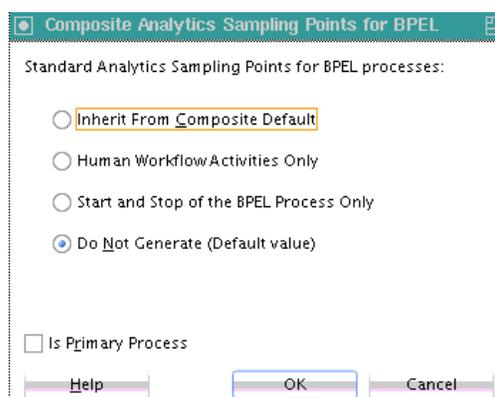 Composite Analytics Sampling Points for BPEL
Standard Analytics Sampling Points for BPEL processes:
Inherit From Composite Default
Human Workflow Activities Only
Start and Stop of the BPEL Process Only
Do Not Generate (Default value)
Is Primary Process
Help OK Cancel